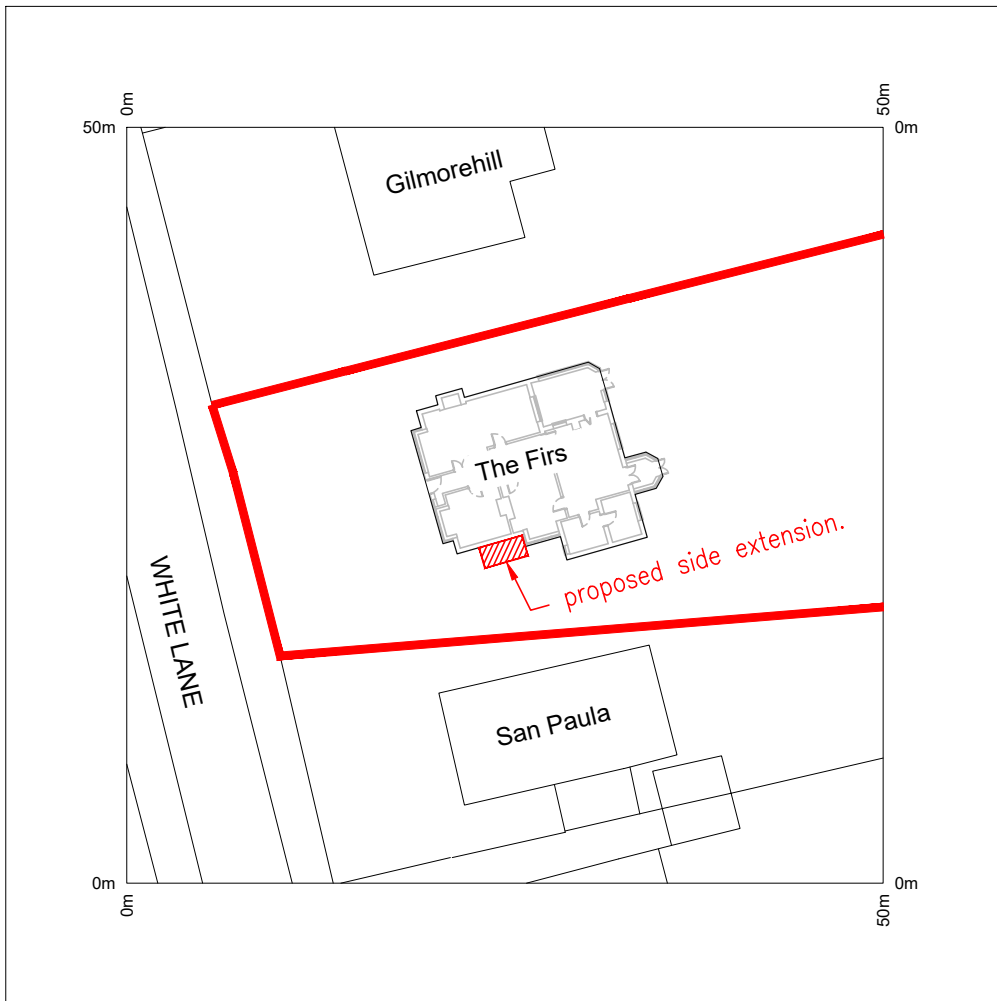 0m
50m
50m
0m
Gilmorehill
The Firs
proposed side extension.
WHITE LANE
San Paula
0m
0m
0m
50m